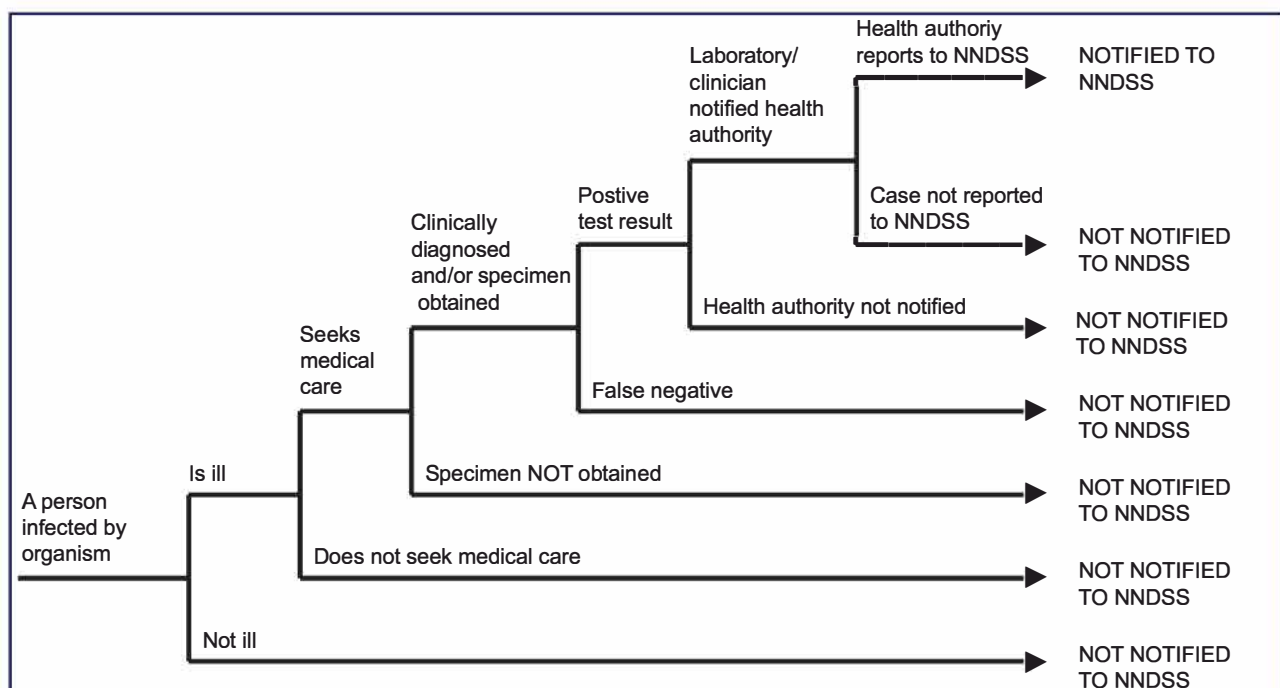 Health authoriy
reports to NNDSS
NOTIFIED TO
NNDSS
Laboratory/
clinician
notified health
authority
Case not reported
to NNDSS
NOT NOTIFIED
TO NNDSS
Postive
test result
Health authority not notified
NOT NOTIFIED
TO NNDSS
Clinically
diagnosed
and/or specimen
obtained
False negative
NOT NOTIFIED
TO NNDSS
Seeks
medical
care
Specimen NOT obtained
NOT NOTIFIED
TO NNDSS
Is ill
Does not seek medical care
NOT NOTIFIED
TO NNDSS
A person
infected by
organism
Not ill
NOT NOTIFIED
TO NNDSS